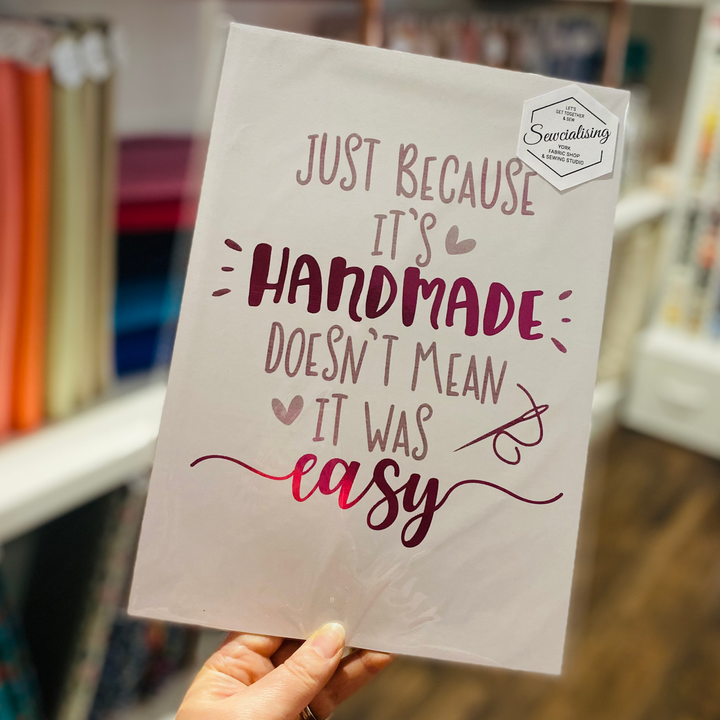 LET'S
GET TOGETHER
& SEW
Sewcialising
YORK
FABRIC SHOP
& SEWING STUDIO
JUST BECAUSE
IT'S
HANDMADE
DOESN'T MEAN
IT WAS
easy